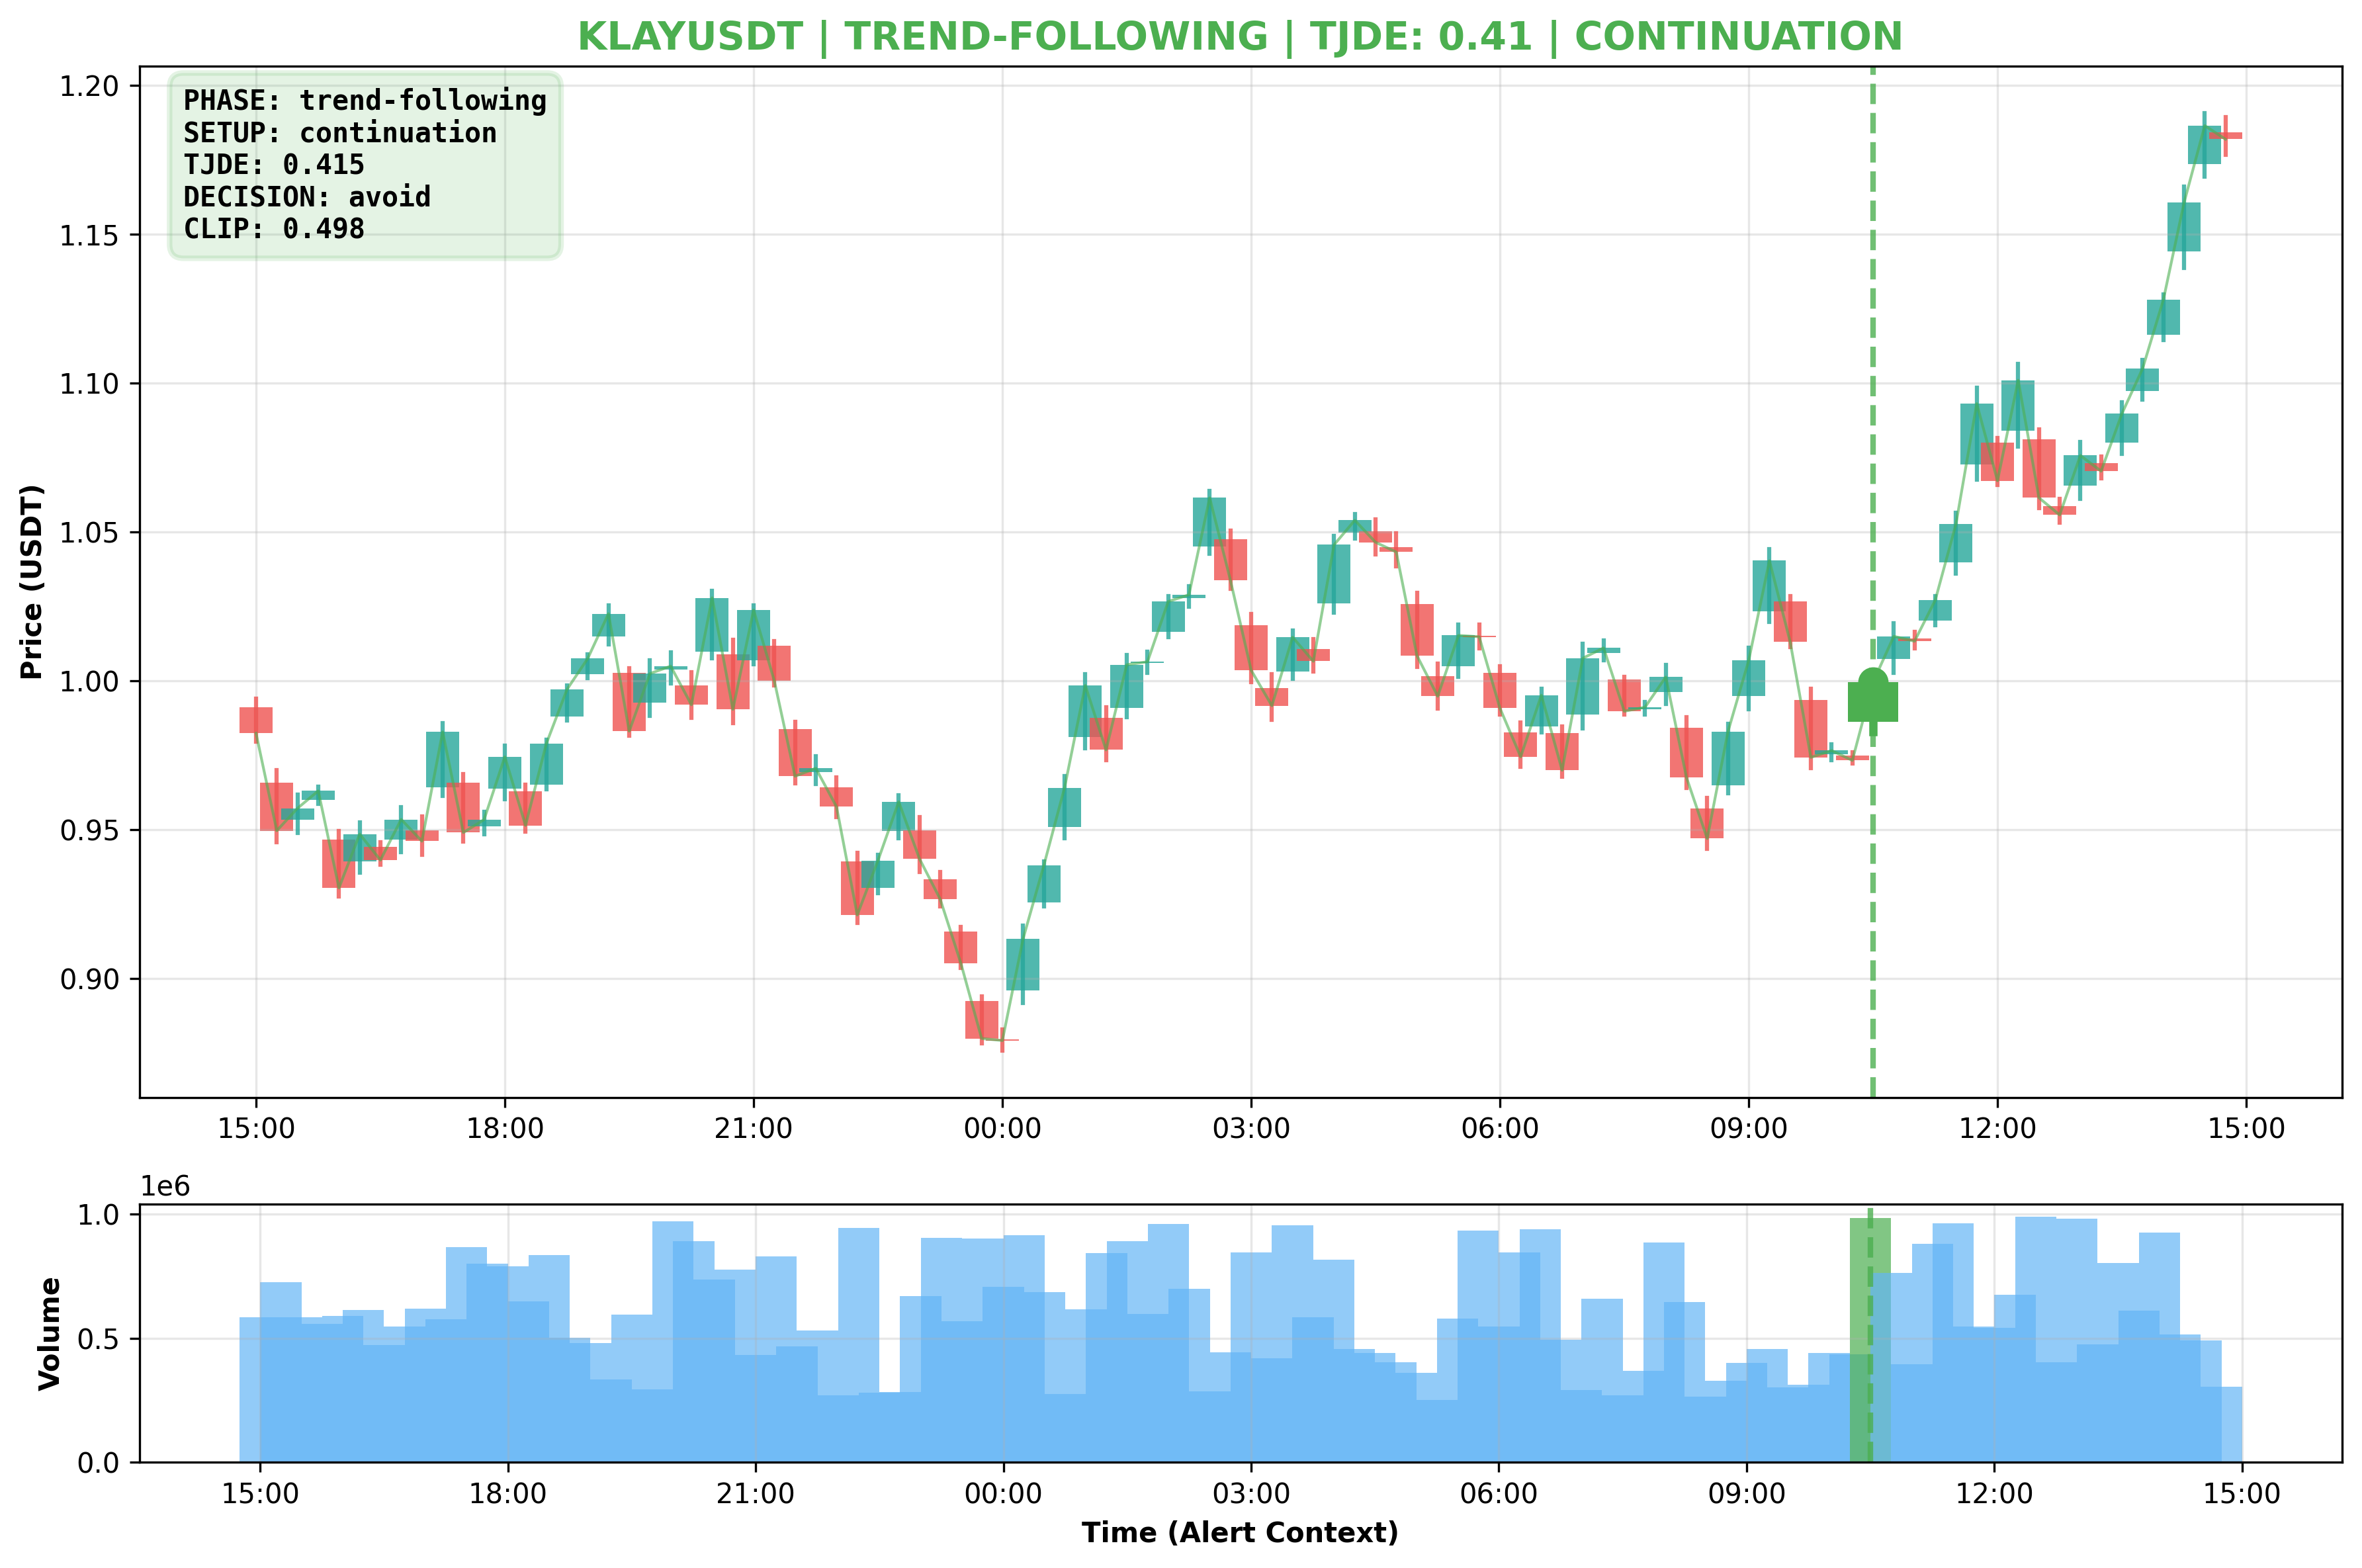 KLAYUSDT | TREND-FOLLOWING | TJDE: 0.41 | CONTINUATION
PHASE: trend-following
SETUP: continuation
TJDE: 0.415
DECISION: avoid
CLIP: 0.498
Price (USDT)
1.20
1.15
1.10
1.05
1.00
0.95
0.90
15:00 18:00 21:00 00:00 03:00 06:00 09:00 12:00 15:00
1e6
Volume
1.0
0.5
0.0
15:00 18:00 21:00 00:00 03:00 06:00 09:00 12:00 15:00
Time (Alert Context)